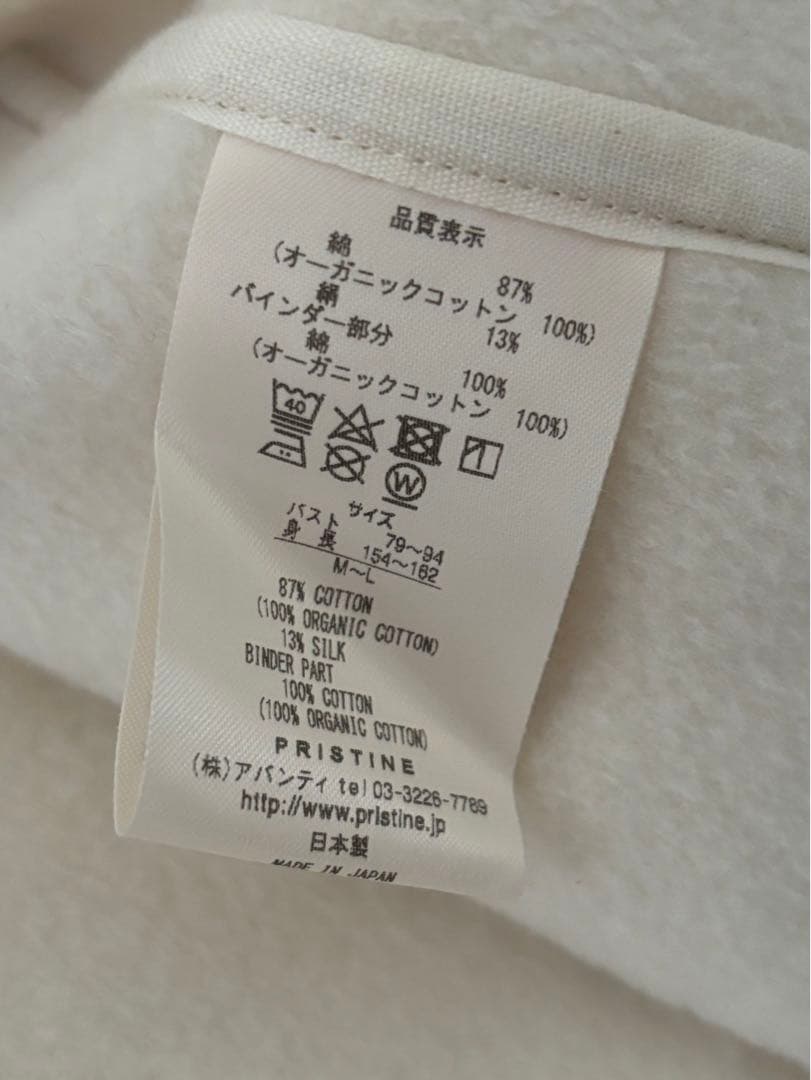 品質表示
綿 87%
(オーガニックコットン 100%)
絹 13%
バインダー部分
綿 100%
(オーガニックコットン 100%)
40
W
サイズ
バスト 79〜94
身長 154〜162
M〜L
87% COTTON
(100% ORGANIC COTTON)
13% SILK
BINDER PART
100% COTTON
(100% ORGANIC COTTON)
PRISTINE
(株)アバンティ tel 03-3226-7789
http://www.pristine.jp
日本製
MADE IN JAPAN